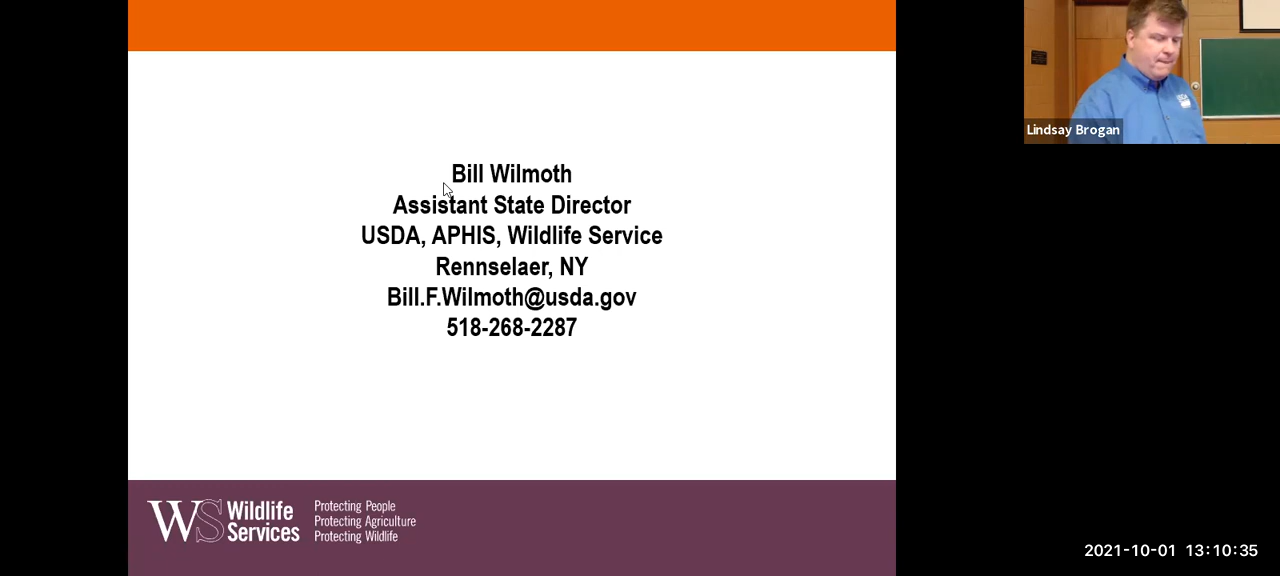 Bill Wilmoth
Assistant State Director
USDA, APHIS, Wildlife Service
Rennselaer, NY
Bill.F.Wilmoth@usda.gov
518-268-2287
Lindsay Brogan
WS Wildlife Services
Protecting People
Protecting Agriculture
Protecting Wildlife
2021-10-01 13:10:35